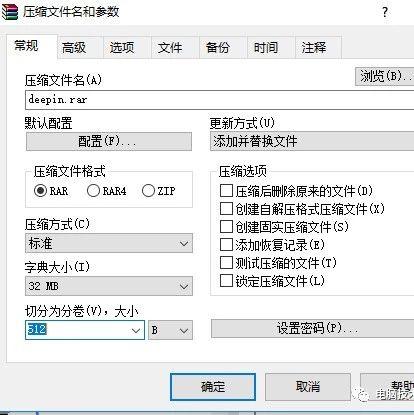 压缩文件名和参数 ?
常规 高级 选项 文件 备份 时间 注释
压缩文件名(A) 浏览(B)..
deepin.rar
默认配置 更新方式(U)
配置(F)... 添加并替换文件
压缩文件格式 压缩选项
RAR RAR4 ZIP 压缩后删除原来的文件(D)
创建自解压格式压缩文件(X)
压缩方式(C) 创建固实压缩文件(S)
标准 添加恢复记录(E)
字典大小(I) 测试压缩的文件(T)
32 MB 锁定压缩文件(L)
切分为分卷(V)，大小
512 B 设置密码(P)...
确定 取消 帮助
电脑技